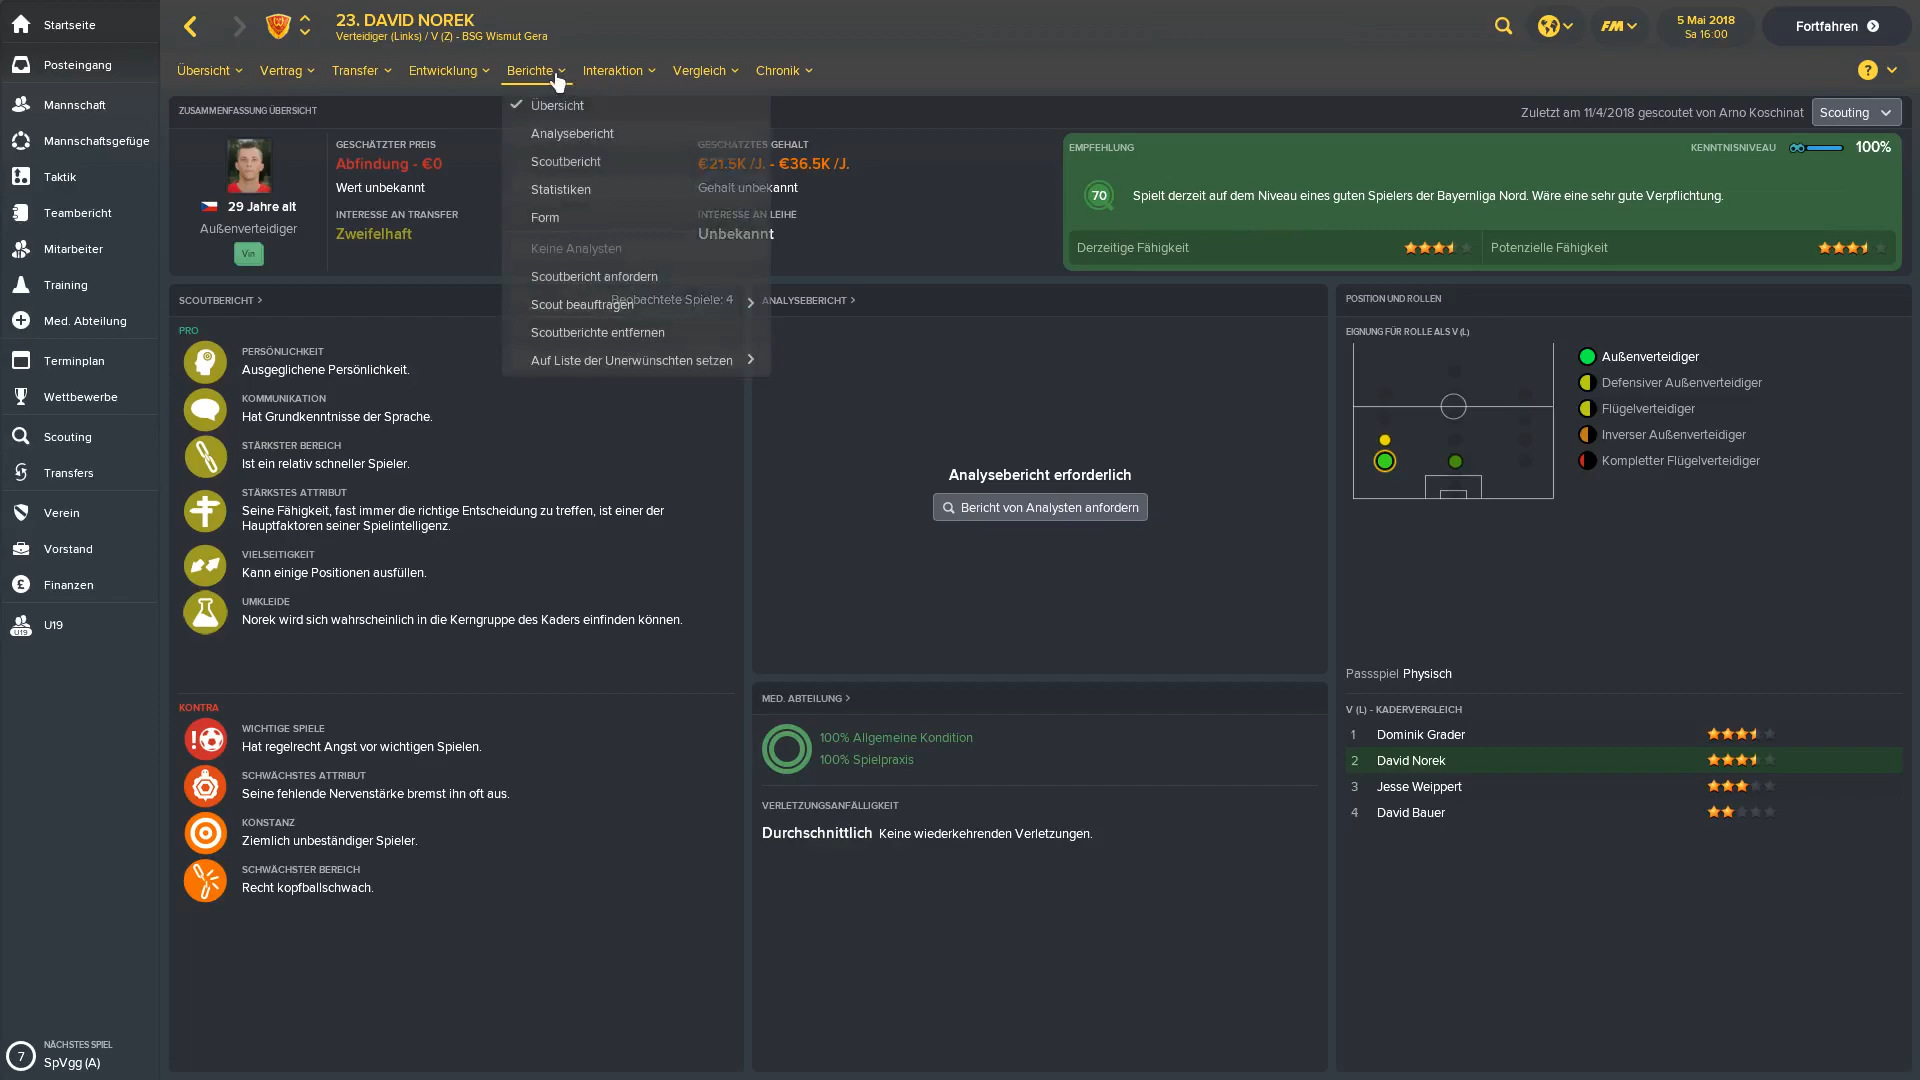 Startseite
Posteingang
Mannschaft
Mannschaftsgefüge
Taktik
Teambericht
Mitarbeiter
Training
Med. Abteilung
Terminplan
Wettbewerbe
Scouting
Transfers
Verein
Vorstand
Finanzen
U19
U19
7
NÄCHSTES SPIEL
SpVgg (A)
23. DAVID NOREK
Verteidiger (Links) / V (Z) - BSG Wismut Gera
FM
5 Mai 2018
Sa 16:00
Fortfahren
Übersicht Vertrag Transfer Entwicklung Berichte Interaktion Vergleich Chronik ?
Übersicht
Analysebericht
Scoutbericht
Statistiken
Form
Keine Analysten
Scoutbericht anfordern
Scout beauftragen
Scoutberichte entfernen
Auf Liste der Unerwünschten setzen
ZUSAMMENFASSUNG ÜBERSICHT
Zuletzt am 11/4/2018 gescoutet von Arno Koschinat
Scouting
29 Jahre alt
Außenverteidiger
Vin
GESCHÄTZTER PREIS
Abfindung - €0
Wert unbekannt
INTERESSE AN TRANSFER
Zweifelhaft
GESCHÄTZTES GEHALT
€21.5K /J. - €36.5K /J.
Gehalt unbekannt
INTERESSE AN LEIHE
Unbekannt
EMPFEHLUNG
KENNTNISNIVEAU 100%
70 Spielt derzeit auf dem Niveau eines guten Spielers der Bayernliga Nord. Wäre eine sehr gute Verpflichtung.
Derzeitige Fähigkeit
Potenzielle Fähigkeit
SCOUTBERICHT
Beobachtete Spiele: 4
PRO
PERSÖNLICHKEIT
Ausgeglichene Persönlichkeit.
KOMMUNIKATION
Hat Grundkenntnisse der Sprache.
STÄRKSTER BEREICH
Ist ein relativ schneller Spieler.
STÄRKSTES ATTRIBUT
Seine Fähigkeit, fast immer die richtige Entscheidung zu treffen, ist einer der
Hauptfaktoren seiner Spielintelligenz.
VIELSEITIGKEIT
Kann einige Positionen ausfüllen.
UMKLEIDE
Norek wird sich wahrscheinlich in die Kerngruppe des Kaders einfinden können.
KONTRA
WICHTIGE SPIELE
Hat regelrecht Angst vor wichtigen Spielen.
SCHWÄCHSTES ATTRIBUT
Seine fehlende Nervenstärke bremst ihn oft aus.
KONSTANZ
Ziemlich unbeständiger Spieler.
SCHWÄCHSTER BEREICH
Recht kopfballschwach.
ANALYSEBERICHT
Analysebericht erforderlich
Bericht von Analysten anfordern
MED. ABTEILUNG
100% Allgemeine Kondition
100% Spielpraxis
VERLETZUNGSANFÄLLIGKEIT
Durchschnittlich Keine wiederkehrenden Verletzungen.
POSITION UND ROLLEN
EIGNUNG FÜR ROLLE ALS V (L)
Außenverteidiger
Defensiver Außenverteidiger
Flügelverteidiger
Inverser Außenverteidiger
Kompletter Flügelverteidiger
Passspiel Physisch
V (L) - KADERVERGLEICH
1 Dominik Grader
2 David Norek
3 Jesse Weippert
4 David Bauer